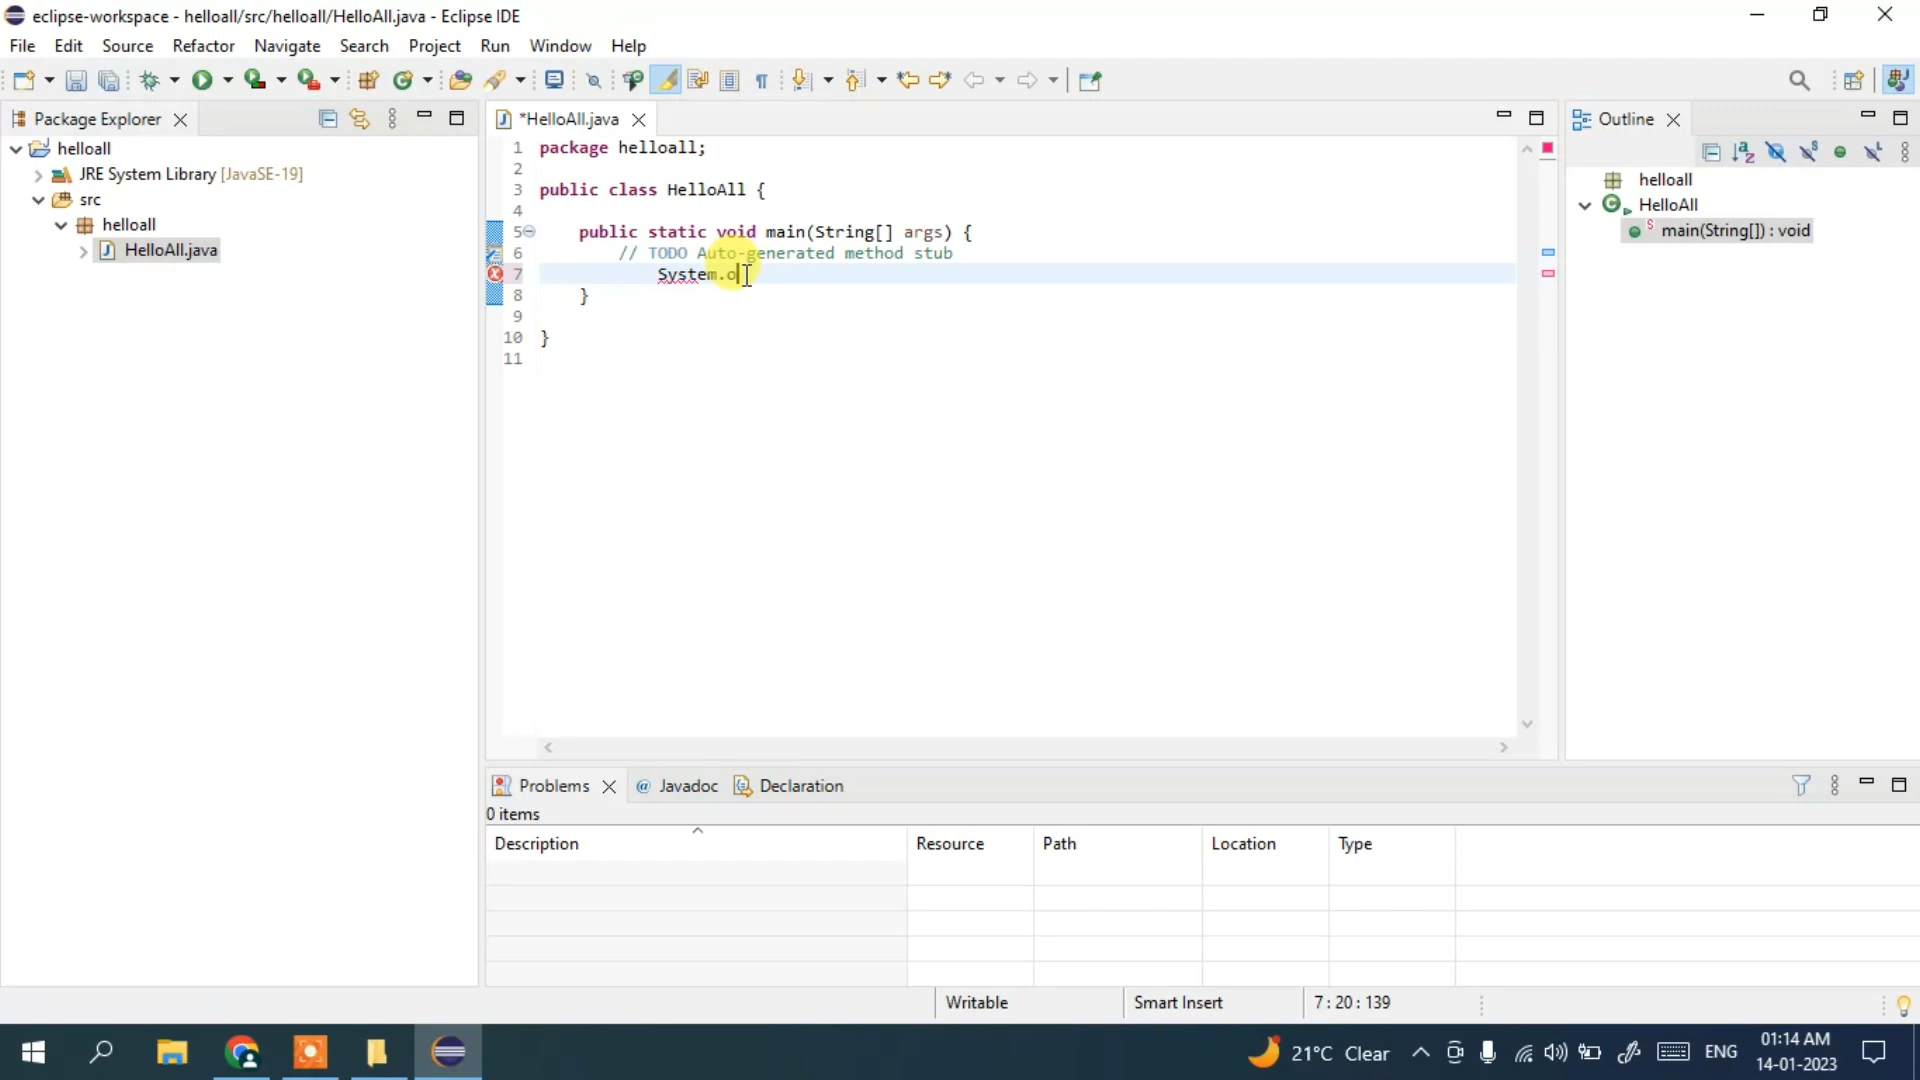 eclipse-workspace - helloall/src/helloall/HelloAll.java - Eclipse IDE
File Edit Source Refactor Navigate Search Project Run Window Help
Package Explorer
helloall
JRE System Library [JavaSE-19]
src
helloall
HelloAll.java
*HelloAll.java
1 package helloall;
2
3 public class HelloAll {
4
5 public static void main(String[] args) {
6 // TODO Auto-generated method stub
7 System.o
8 }
9
10 }
11
Outline
helloall
HelloAll
main(String[]) : void
Problems @ Javadoc Declaration
0 items
Description Resource Path Location Type
Writable Smart Insert 7 : 20 : 139
21°C Clear ENG 01:14 AM
14-01-2023